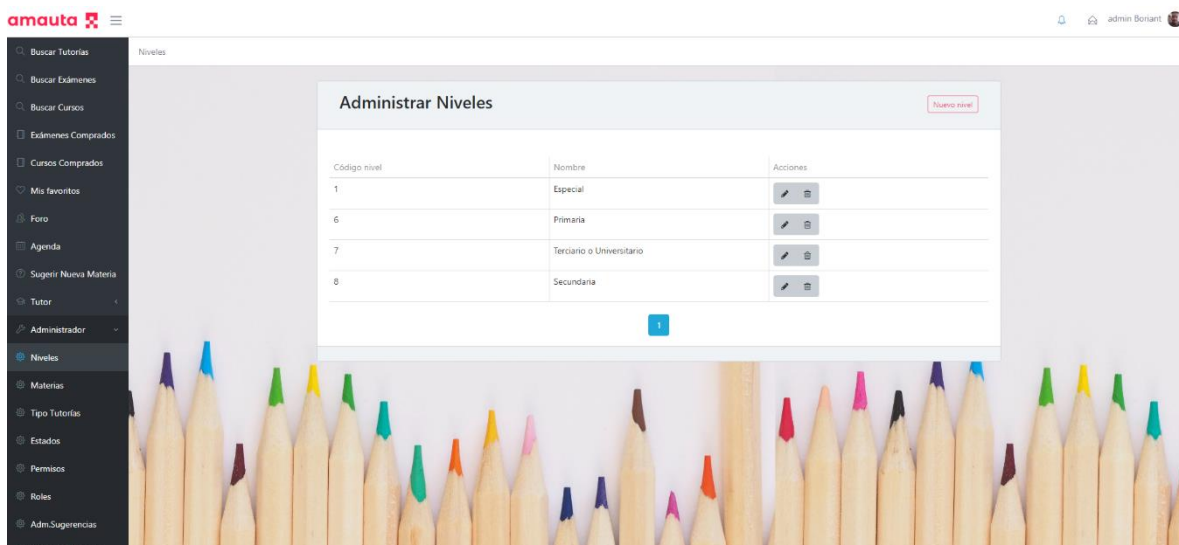 amauta
admin Boriant
Buscar Tutorías
Niveles
Buscar Exámenes
Buscar Cursos
Exámenes Comprados
Cursos Comprados
Mis favoritos
Foro
Agenda
Sugerir Nueva Materia
Tutor
Administrador
Niveles
Materias
Tipo Tutorías
Estados
Permisos
Roles
Adm.Sugerencias
Administrar Niveles
Nuevo nivel
Código nivel Nombre Acciones
1 Especial
6 Primaria
7 Terciario o Universitario
8 Secundaria
1